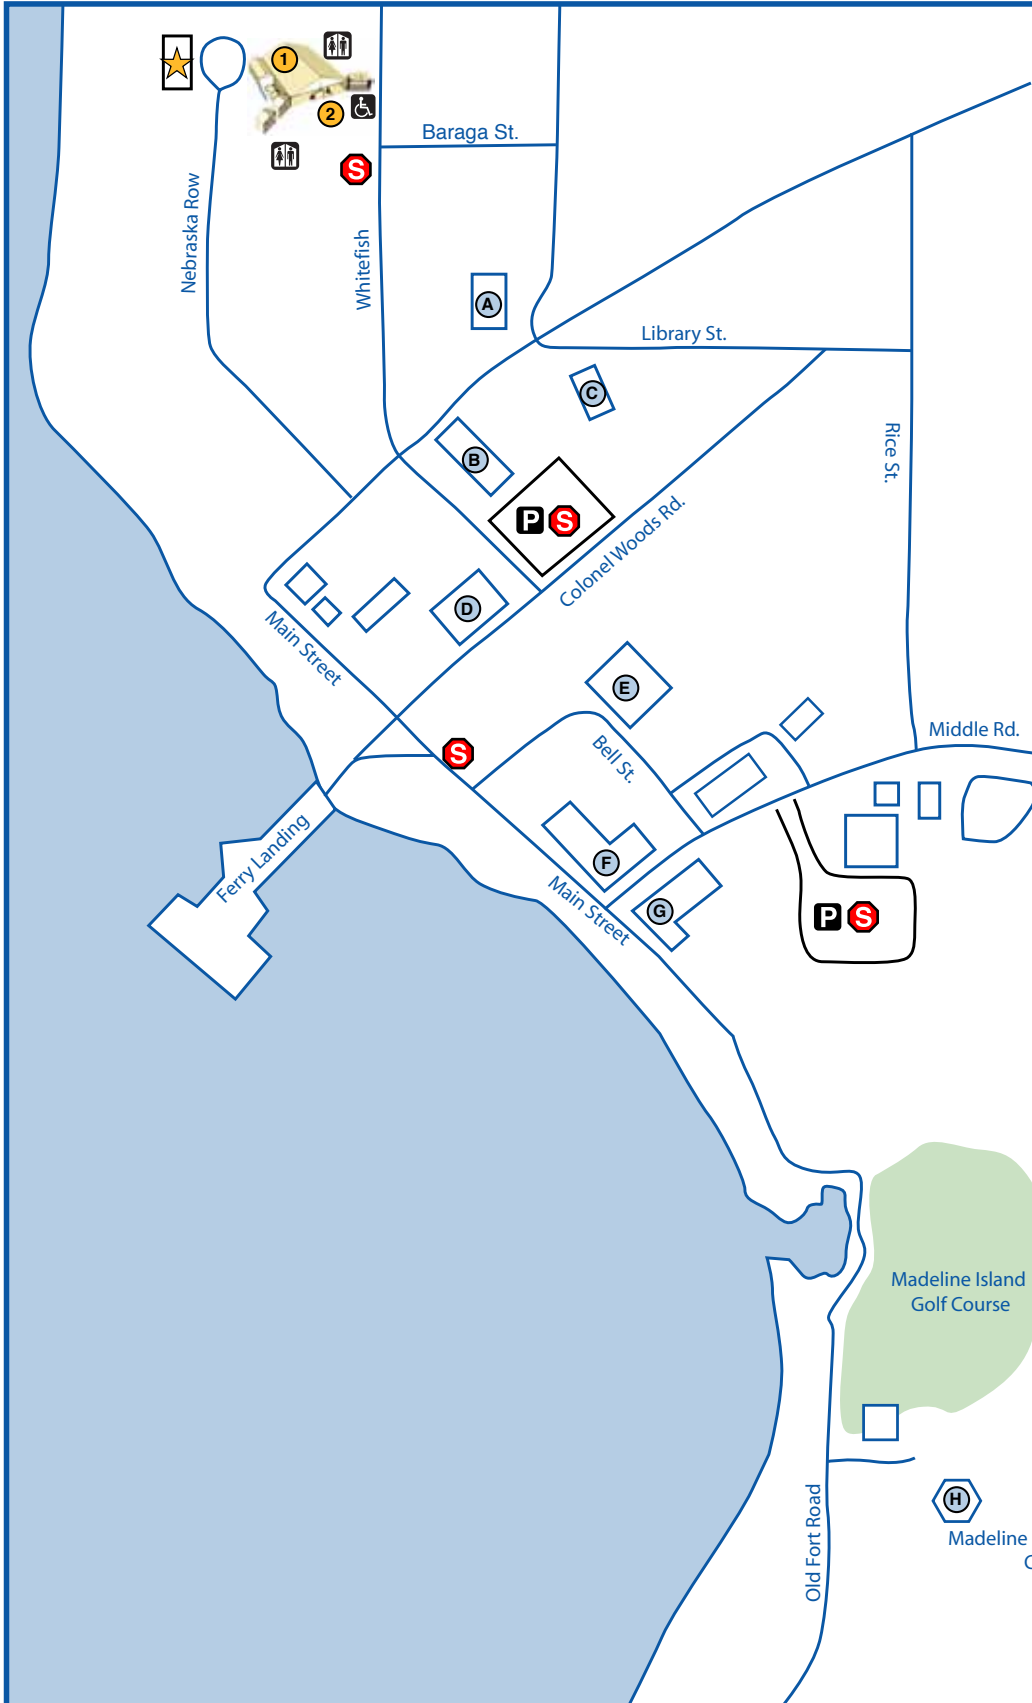 1
2
S
Baraga St.
Nebraska Row
Whitefish
A
Library St.
C
B
Rice St.
P S
Colonel Woods Rd.
D
Main Street
E
Middle Rd.
Bell St.
S
F
Ferry Landing
Main Street
G
P S
Madeline Island
Golf Course
Old Fort Road
H
Madeline